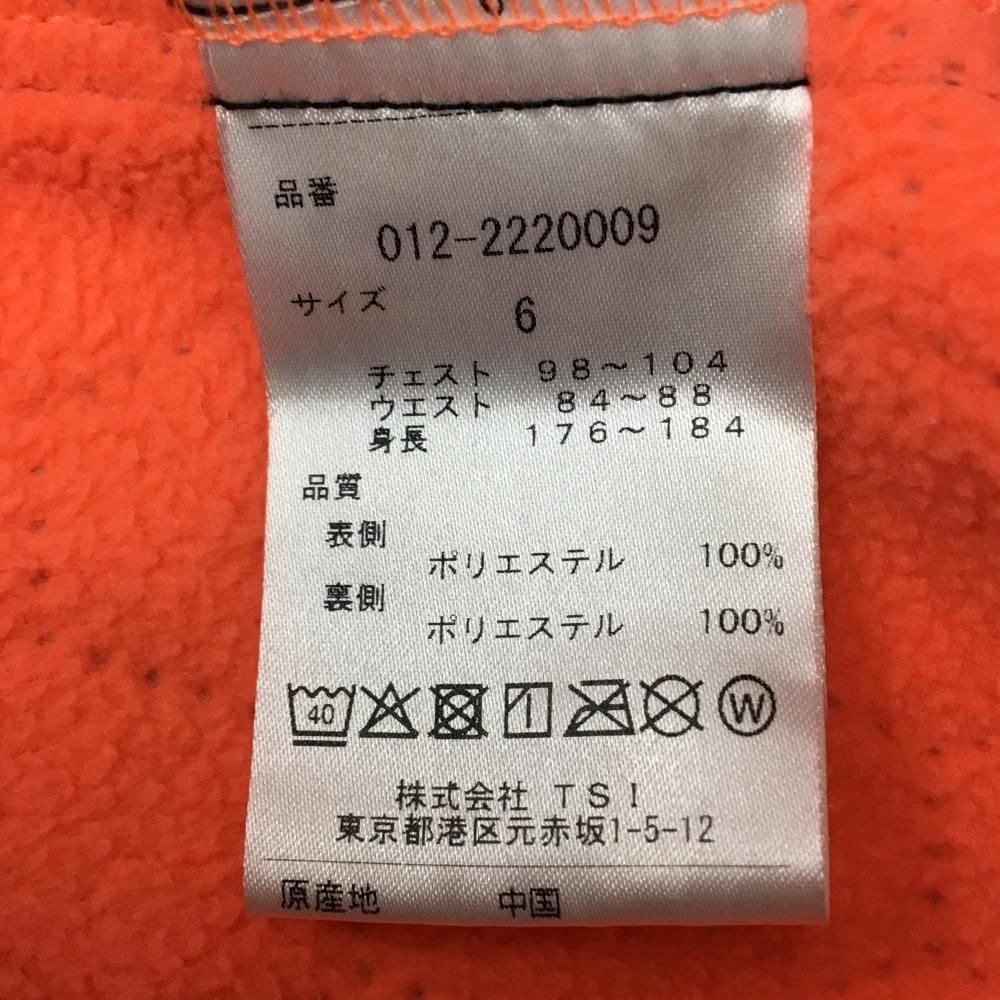 品番
012-2220009
サイズ 6
チェスト 98～104
ウエスト 84～88
身長 176～184
品質
表側
ポリエステル 100%
裏側
ポリエステル 100%
40 W
株式会社 TSI
東京都港区元赤坂1-5-12
原産地 中国